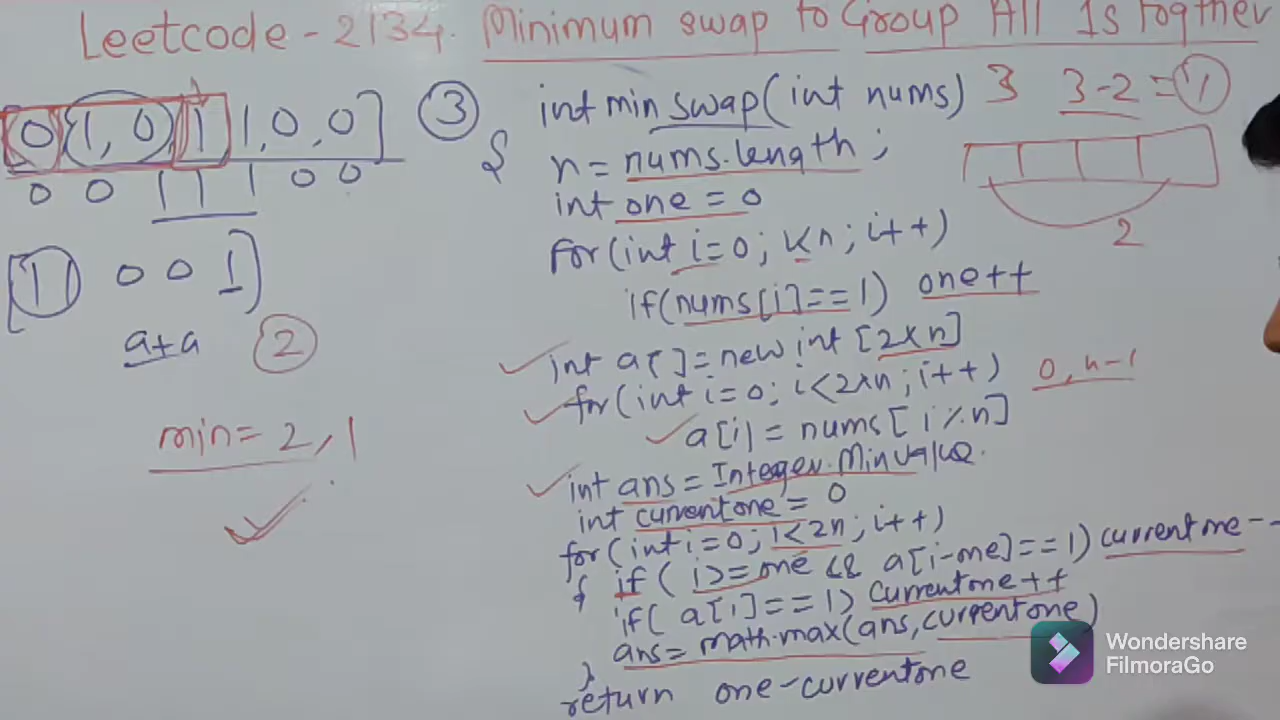 Leetcode - 2134. Minimum swap to Group All 1s together
[0 1, 0, 1 1, 0, 0]
0 0 1 1 1 0 0
[1 1 0 0 1]
a+a 2
min = 2, 1
3
int min swap(int nums)
{ n = nums.length ;
int one = 0
for(int i=0; i<n; i++)
if(nums[i]==1) one++
int a[] = new int [2×n]
for(int i=0; i<2×n; i++) 0, n-1
a[i] = nums[i%n]
int ans = Integer.Minvalue.
int currentone = 0
for(int i=0; i<2n; i++)
{ if( i>=one && a[i-one]==1) currentone--
if( a[i]==1) currentone++
ans = math.max(ans, currentone)
}
return one-currentone
3 3-2 = 1
2
Wondershare
FilmoraGo